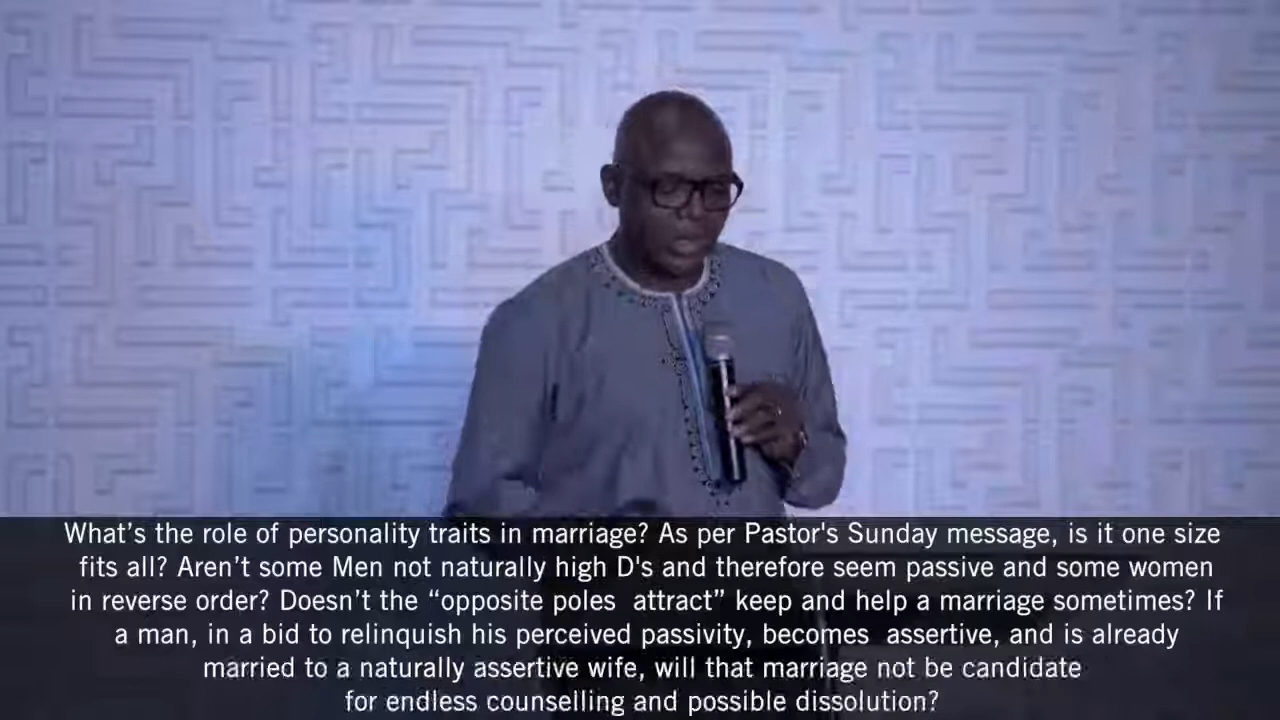 What's the role of personality traits in marriage? As per Pastor's Sunday message, is it one size
fits all? Aren't some Men not naturally high D's and therefore seem passive and some women
in reverse order? Doesn't the “opposite poles  attract” keep and help a marriage sometimes? If
a man, in a bid to relinquish his perceived passivity, becomes  assertive, and is already
married to a naturally assertive wife, will that marriage not be candidate
for endless counselling and possible dissolution?